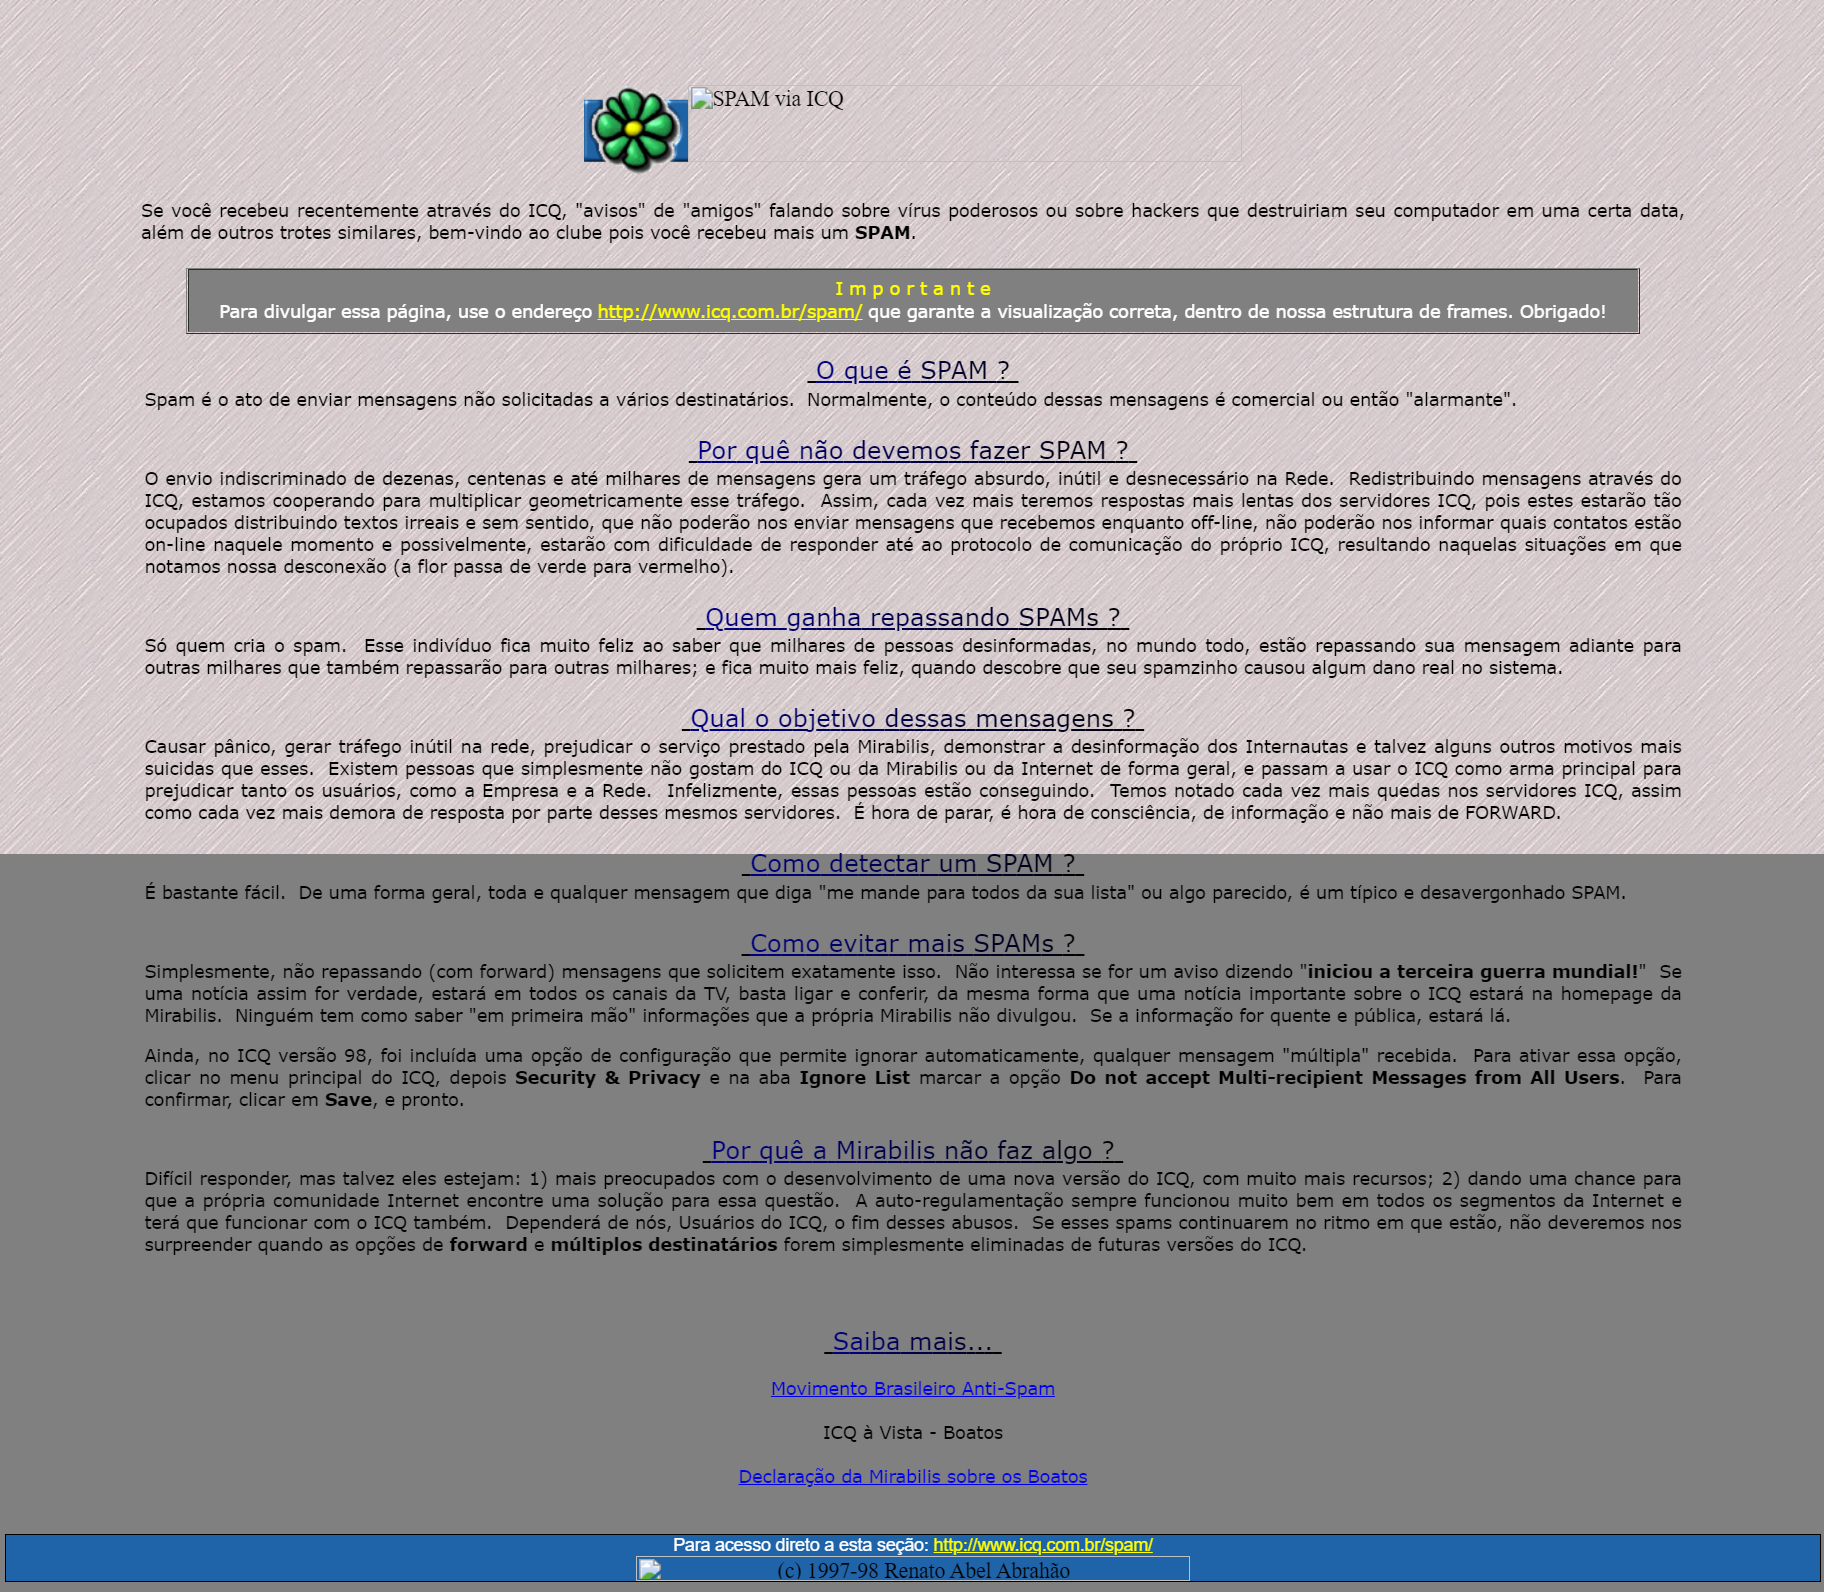 SPAM via ICQ
Se você recebeu recentemente através do ICQ, "avisos" de "amigos" falando sobre vírus poderosos ou sobre hackers que destruiriam seu computador em uma certa data,
além de outros trotes similares, bem-vindo ao clube pois você recebeu mais um SPAM.
I m p o r t a n t e
Para divulgar essa página, use o endereço http://www.icq.com.br/spam/ que garante a visualização correta, dentro de nossa estrutura de frames. Obrigado!
O que é SPAM ?
Spam é o ato de enviar mensagens não solicitadas a vários destinatários.  Normalmente, o conteúdo dessas mensagens é comercial ou então "alarmante".
Por quê não devemos fazer SPAM ?
O envio indiscriminado de dezenas, centenas e até milhares de mensagens gera um tráfego absurdo, inútil e desnecessário na Rede.  Redistribuindo mensagens através do
ICQ, estamos cooperando para multiplicar geometricamente esse tráfego.  Assim, cada vez mais teremos respostas mais lentas dos servidores ICQ, pois estes estarão tão
ocupados distribuindo textos irreais e sem sentido, que não poderão nos enviar mensagens que recebemos enquanto off-line, não poderão nos informar quais contatos estão
on-line naquele momento e possivelmente, estarão com dificuldade de responder até ao protocolo de comunicação do próprio ICQ, resultando naquelas situações em que
notamos nossa desconexão (a flor passa de verde para vermelho).
Quem ganha repassando SPAMs ?
Só quem cria o spam.  Esse indivíduo fica muito feliz ao saber que milhares de pessoas desinformadas, no mundo todo, estão repassando sua mensagem adiante para
outras milhares que também repassarão para outras milhares; e fica muito mais feliz, quando descobre que seu spamzinho causou algum dano real no sistema.
Qual o objetivo dessas mensagens ?
Causar pânico, gerar tráfego inútil na rede, prejudicar o serviço prestado pela Mirabilis, demonstrar a desinformação dos Internautas e talvez alguns outros motivos mais
suicidas que esses.  Existem pessoas que simplesmente não gostam do ICQ ou da Mirabilis ou da Internet de forma geral, e passam a usar o ICQ como arma principal para
prejudicar tanto os usuários, como a Empresa e a Rede.  Infelizmente, essas pessoas estão conseguindo.  Temos notado cada vez mais quedas nos servidores ICQ, assim
como cada vez mais demora de resposta por parte desses mesmos servidores.  É hora de parar, é hora de consciência, de informação e não mais de FORWARD.
Como detectar um SPAM ?
É bastante fácil.  De uma forma geral, toda e qualquer mensagem que diga "me mande para todos da sua lista" ou algo parecido, é um típico e desavergonhado SPAM.
Como evitar mais SPAMs ?
Simplesmente, não repassando (com forward) mensagens que solicitem exatamente isso.  Não interessa se for um aviso dizendo "iniciou a terceira guerra mundial!"  Se
uma notícia assim for verdade, estará em todos os canais da TV, basta ligar e conferir, da mesma forma que uma notícia importante sobre o ICQ estará na homepage da
Mirabilis.  Ninguém tem como saber "em primeira mão" informações que a própria Mirabilis não divulgou.  Se a informação for quente e pública, estará lá.
Ainda, no ICQ versão 98, foi incluída uma opção de configuração que permite ignorar automaticamente, qualquer mensagem "múltipla" recebida.  Para ativar essa opção,
clicar no menu principal do ICQ, depois Security & Privacy e na aba Ignore List marcar a opção Do not accept Multi-recipient Messages from All Users.  Para
confirmar, clicar em Save, e pronto.
Por quê a Mirabilis não faz algo ?
Difícil responder, mas talvez eles estejam: 1) mais preocupados com o desenvolvimento de uma nova versão do ICQ, com muito mais recursos; 2) dando uma chance para
que a própria comunidade Internet encontre uma solução para essa questão.  A auto-regulamentação sempre funcionou muito bem em todos os segmentos da Internet e
terá que funcionar com o ICQ também.  Dependerá de nós, Usuários do ICQ, o fim desses abusos.  Se esses spams continuarem no ritmo em que estão, não deveremos nos
surpreender quando as opções de forward e múltiplos destinatários forem simplesmente eliminadas de futuras versões do ICQ.
Saiba mais...
Movimento Brasileiro Anti-Spam
ICQ à Vista - Boatos
Declaração da Mirabilis sobre os Boatos
Para acesso direto a esta seção: http://www.icq.com.br/spam/
(c) 1997-98 Renato Abel Abrahão